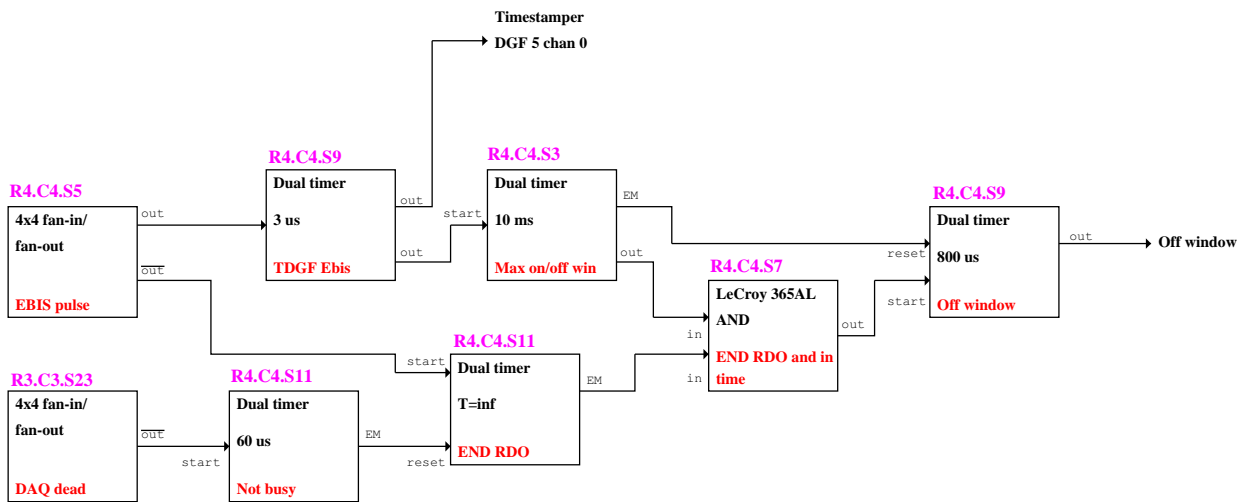 Timestamper
DGF 5 chan 0
R4.C4.S9
Dual timer
3 us
TDGF Ebis
out
out
R4.C4.S3
start
Dual timer
10 ms
Max on/off win
EM
out
R4.C4.S5
4x4 fan-in/
fan-out
EBIS pulse
out
out
R4.C4.S9
Dual timer
800 us
Off window
reset
start
out
Off window
R4.C4.S7
LeCroy 365AL
AND
END RDO and in
time
in
in
out
R4.C4.S11
start
Dual timer
T=inf
END RDO
reset
EM
R3.C3.S23
4x4 fan-in/
fan-out
DAQ dead
out
R4.C4.S11
start
Dual timer
60 us
Not busy
EM